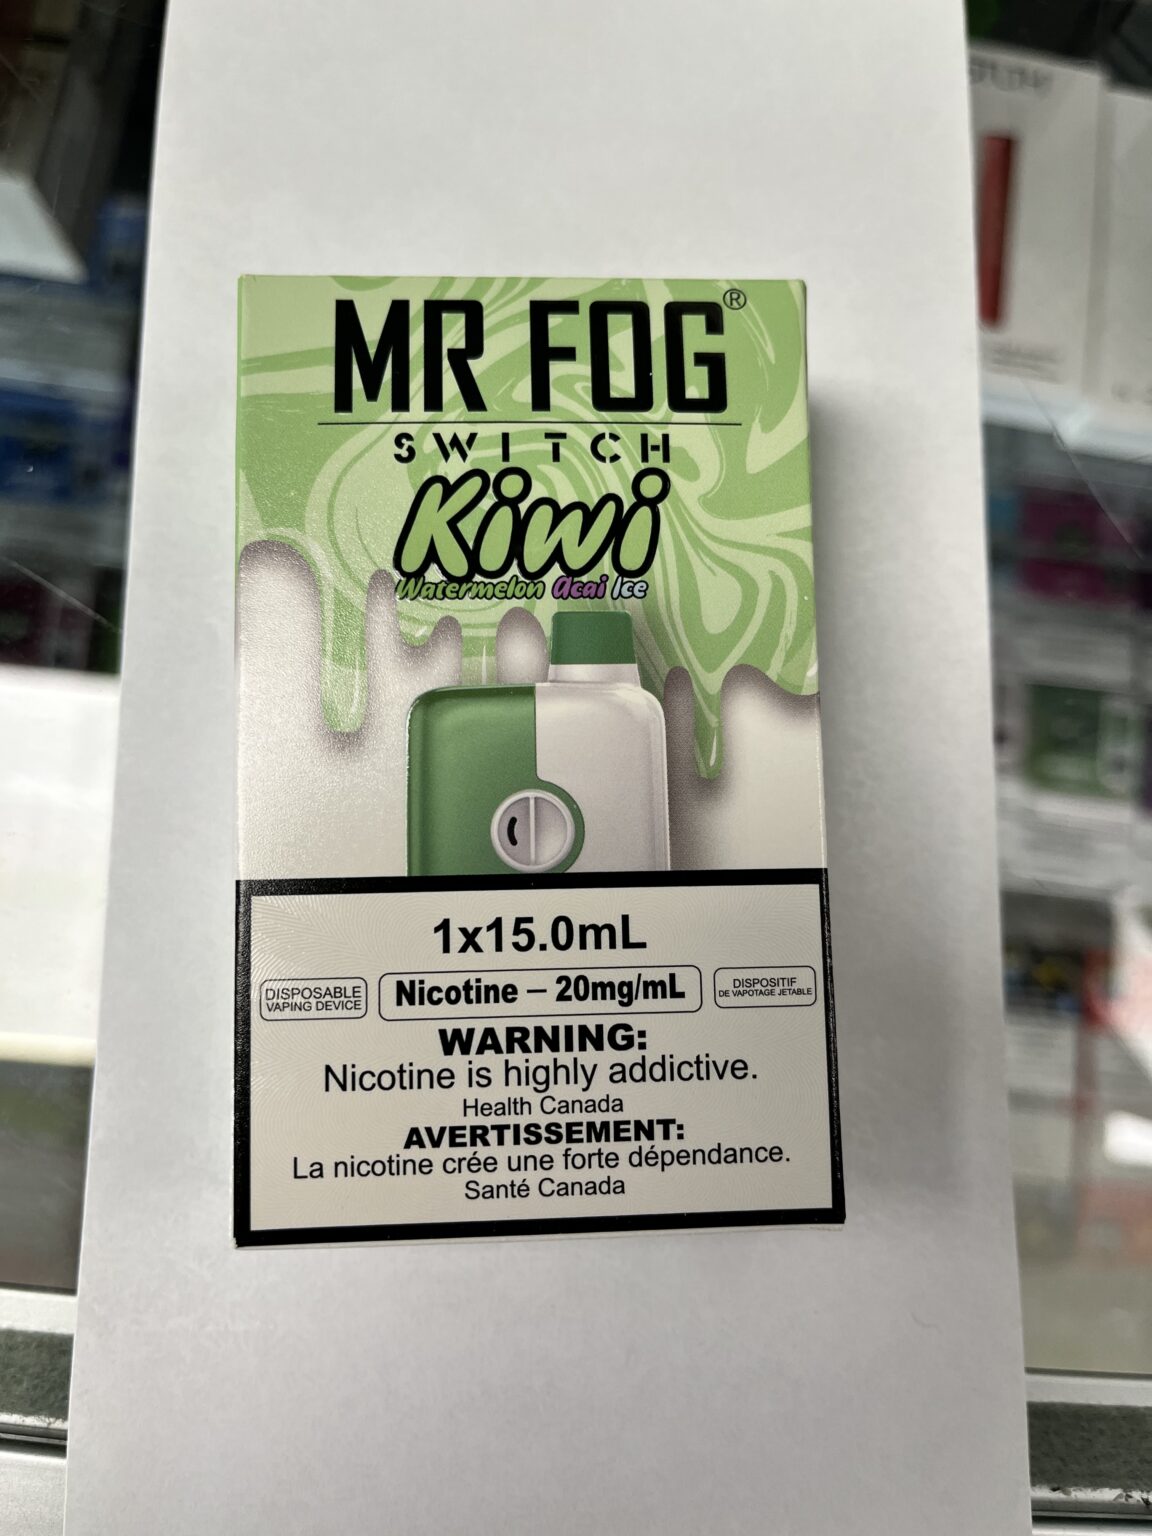 MR FOG®
SWITCH
Kiwi
Watermelon Acai Ice
1x15.0mL
DISPOSABLE
VAPING DEVICE
Nicotine – 20mg/mL
DISPOSITIF
DE VAPOTAGE JETABLE
WARNING:
Nicotine is highly addictive.
Health Canada
AVERTISSEMENT:
La nicotine crée une forte dépendance.
Santé Canada